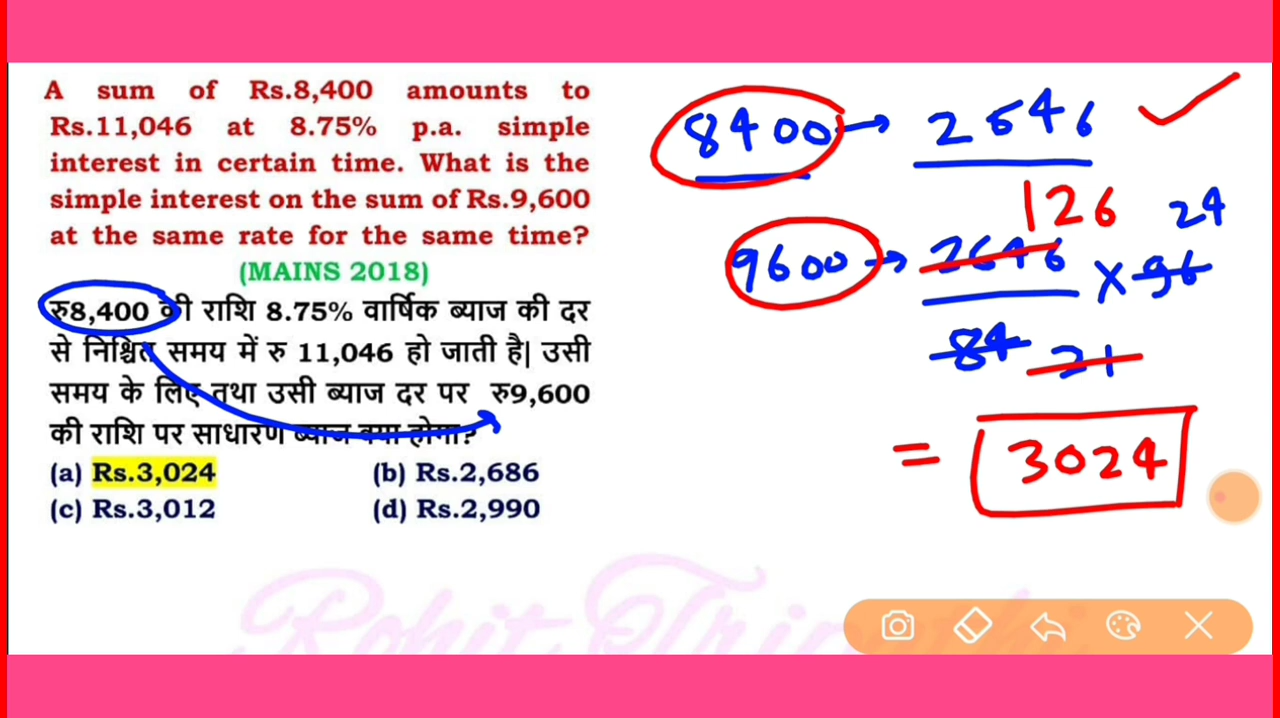 A sum of Rs.8,400 amounts to
Rs.11,046 at 8.75% p.a. simple
interest in certain time. What is the
simple interest on the sum of Rs.9,600
at the same rate for the same time?
(MAINS 2018)
रु8,400 की राशि 8.75% वार्षिक ब्याज की दर
से निश्चित समय में रु 11,046 हो जाती है| उसी
समय के लिए तथा उसी ब्याज दर पर रु9,600
की राशि पर साधारण ब्याज क्या होगा?
(a) Rs.3,024 (b) Rs.2,686
(c) Rs.3,012 (d) Rs.2,990
8400 → 2646
126 24
9600 → 2646 × 96
84 21
= 3024
Rohit Tripathi